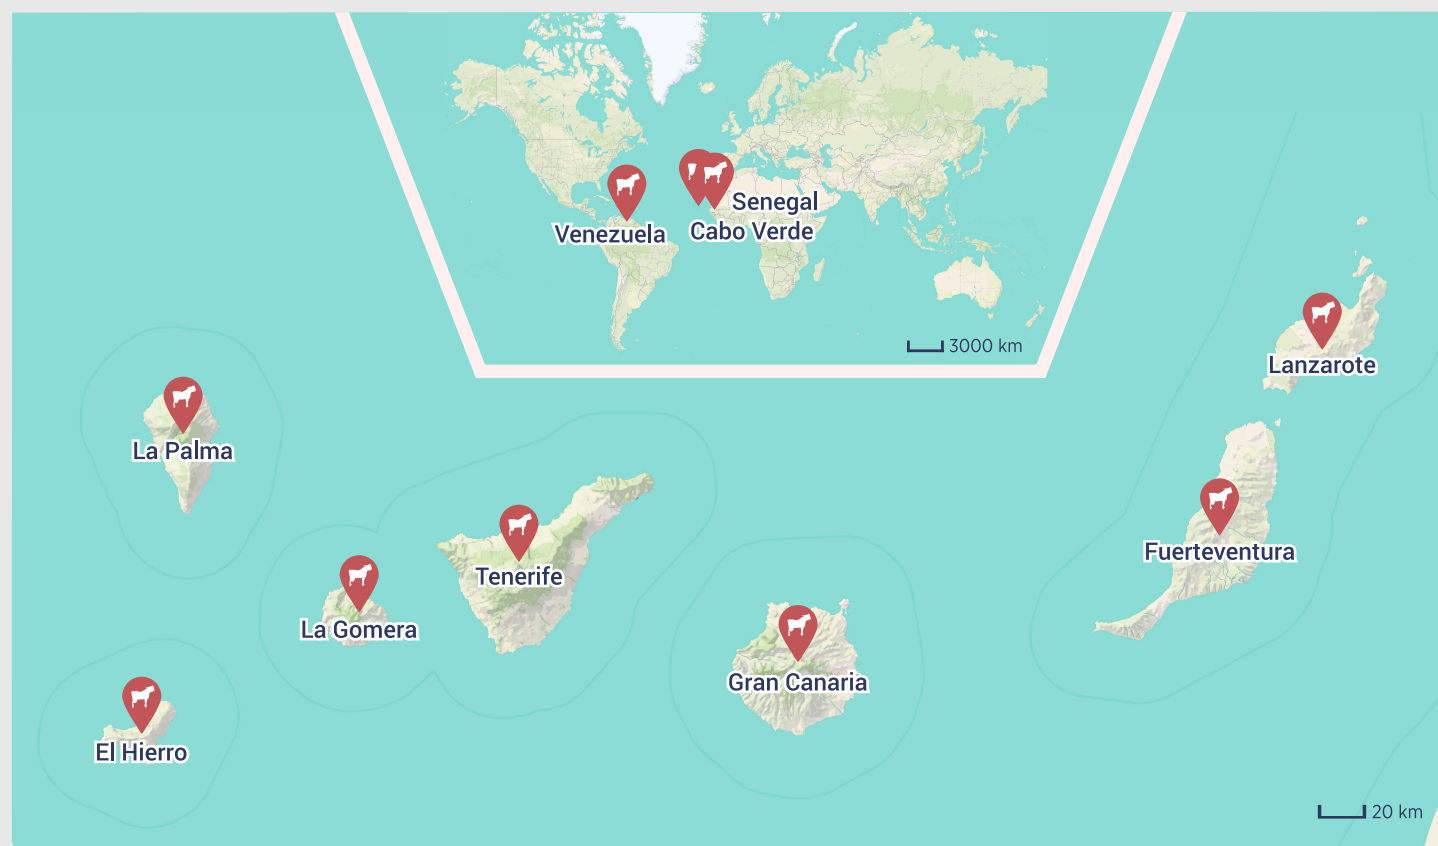 Senegal
Venezuela
Cabo Verde
3000 km
Lanzarote
La Palma
Fuerteventura
Tenerife
La Gomera
Gran Canaria
El Hierro
20 km